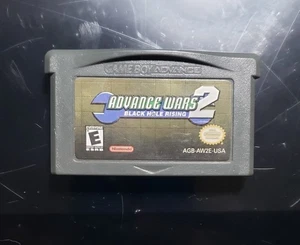 GAME BOY ADVANCE
ADVANCE WARS 2
BLACK HOLE RISING
E
Nintendo
AGB-AW2E-USA